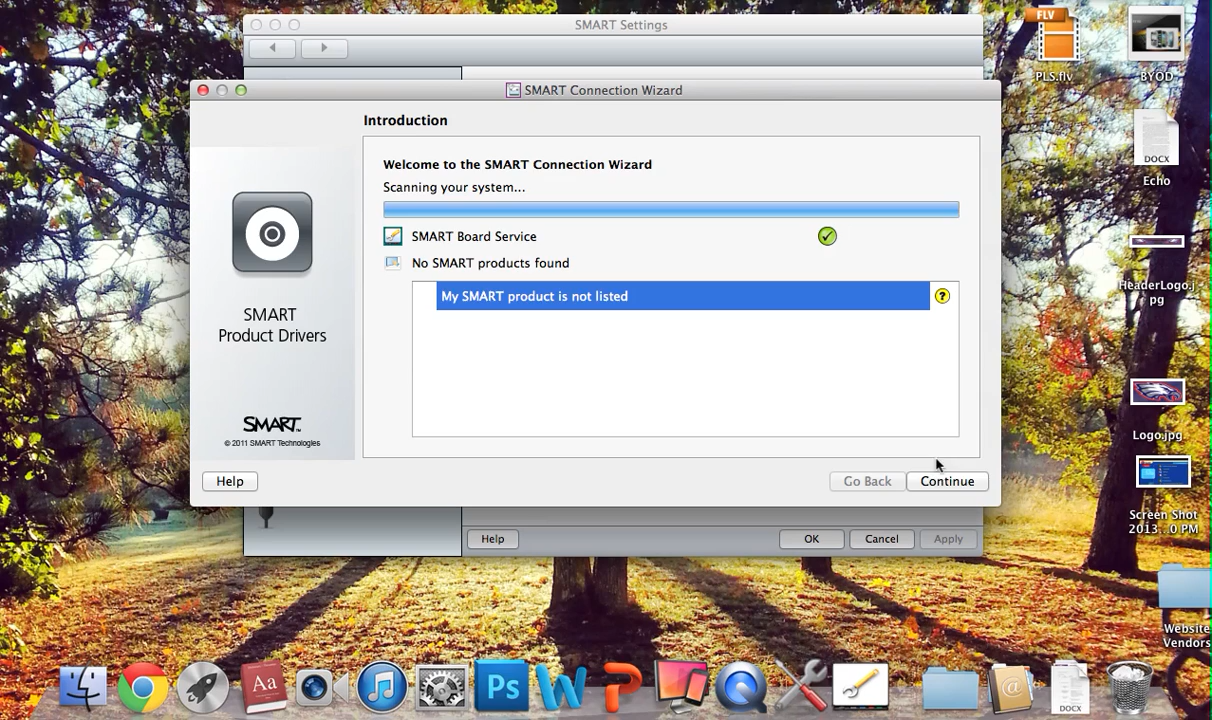 SMART Settings
FLV
PLS.flv
BYOD
SMART Connection Wizard
Introduction
Welcome to the SMART Connection Wizard
Scanning your system...
SMART Board Service
No SMART products found
My SMART product is not listed
?
SMART
Product Drivers
SMART
© 2011 SMART Technologies
Help
Go Back
Continue
Help
OK
Cancel
Apply
DOCX
Echo
HeaderLogo.j
pg
Logo.jpg
Screen Shot
2013...0 PM
Website
Vendors
Aa
Ps
W
P
@
DOCX